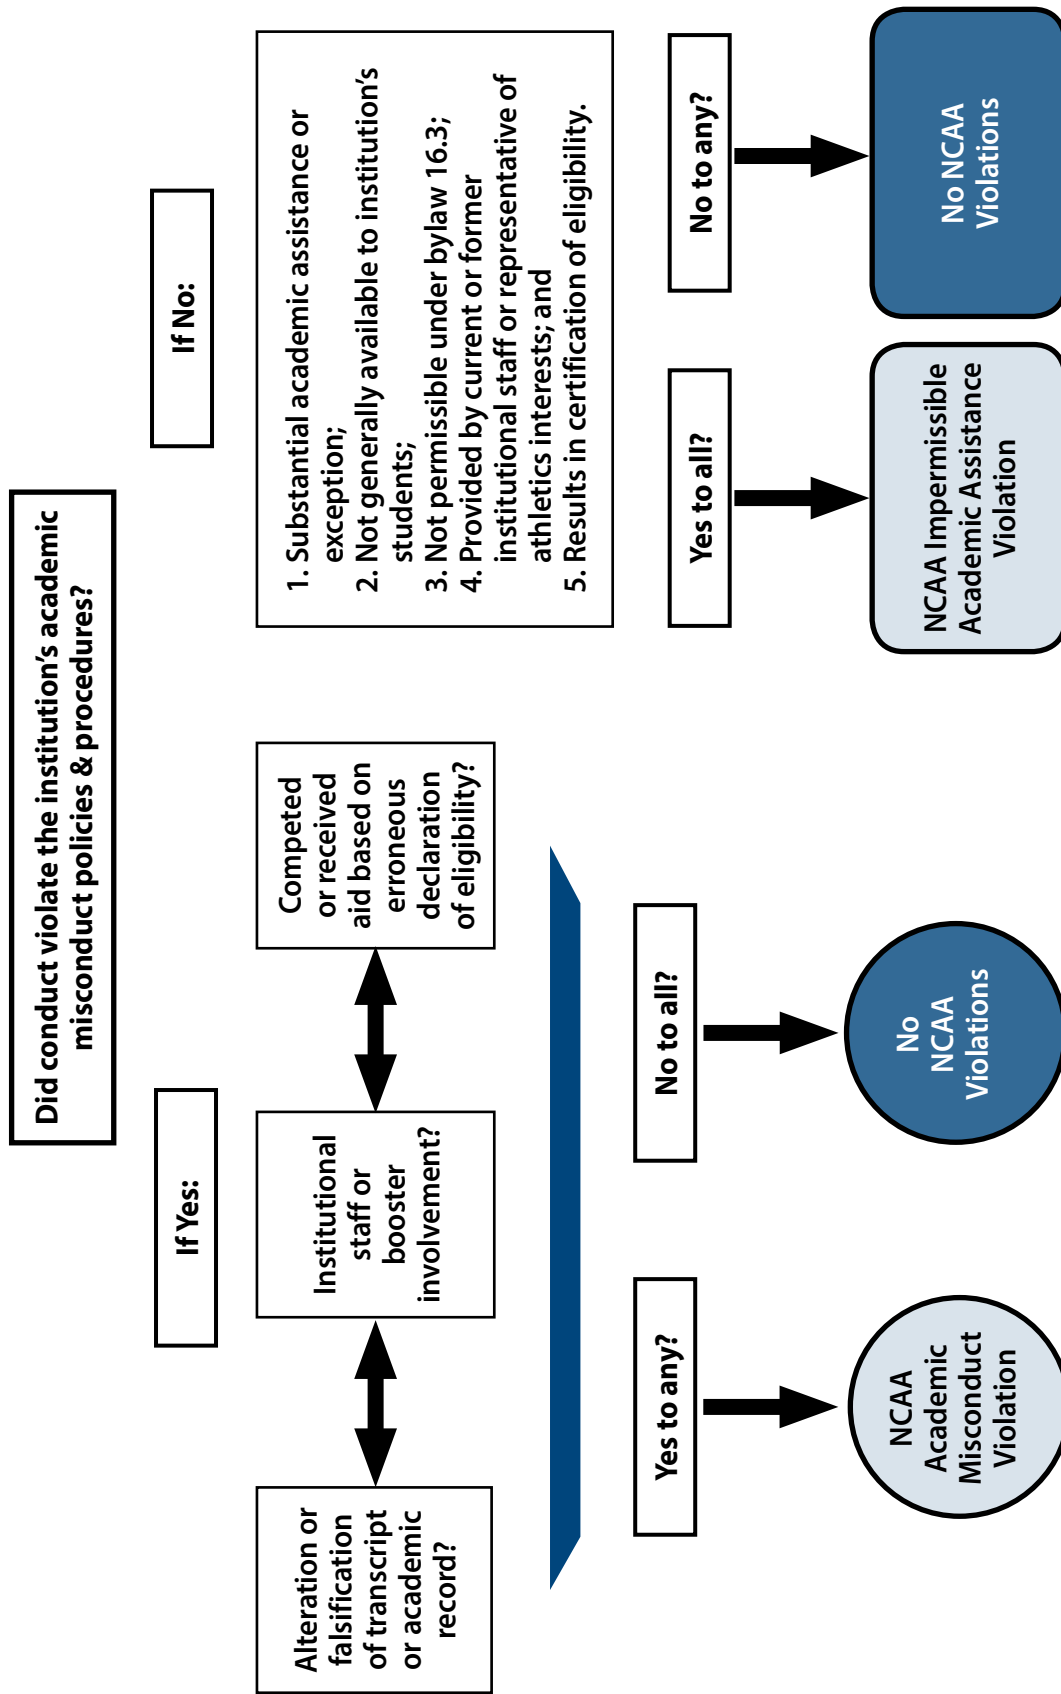 Did conduct violate the institution's academic
misconduct policies & procedures?
If Yes:
Alteration or
falsification
of transcript
or academic
record?
Institutional
staff or
booster
involvement?
Competed
or received
aid based on
erroneous
declaration
of eligibility?
Yes to any?
NCAA
Academic
Misconduct
Violation
No to all?
No
NCAA
Violations
If No:
1. Substantial academic assistance or
exception;
2. Not generally available to institution's
students;
3. Not permissible under bylaw 16.3;
4. Provided by current or former
institutional staff or representative of
athletics interests; and
5. Results in certification of eligibility.
Yes to all?
NCAA Impermissible
Academic Assistance
Violation
No to any?
No NCAA
Violations